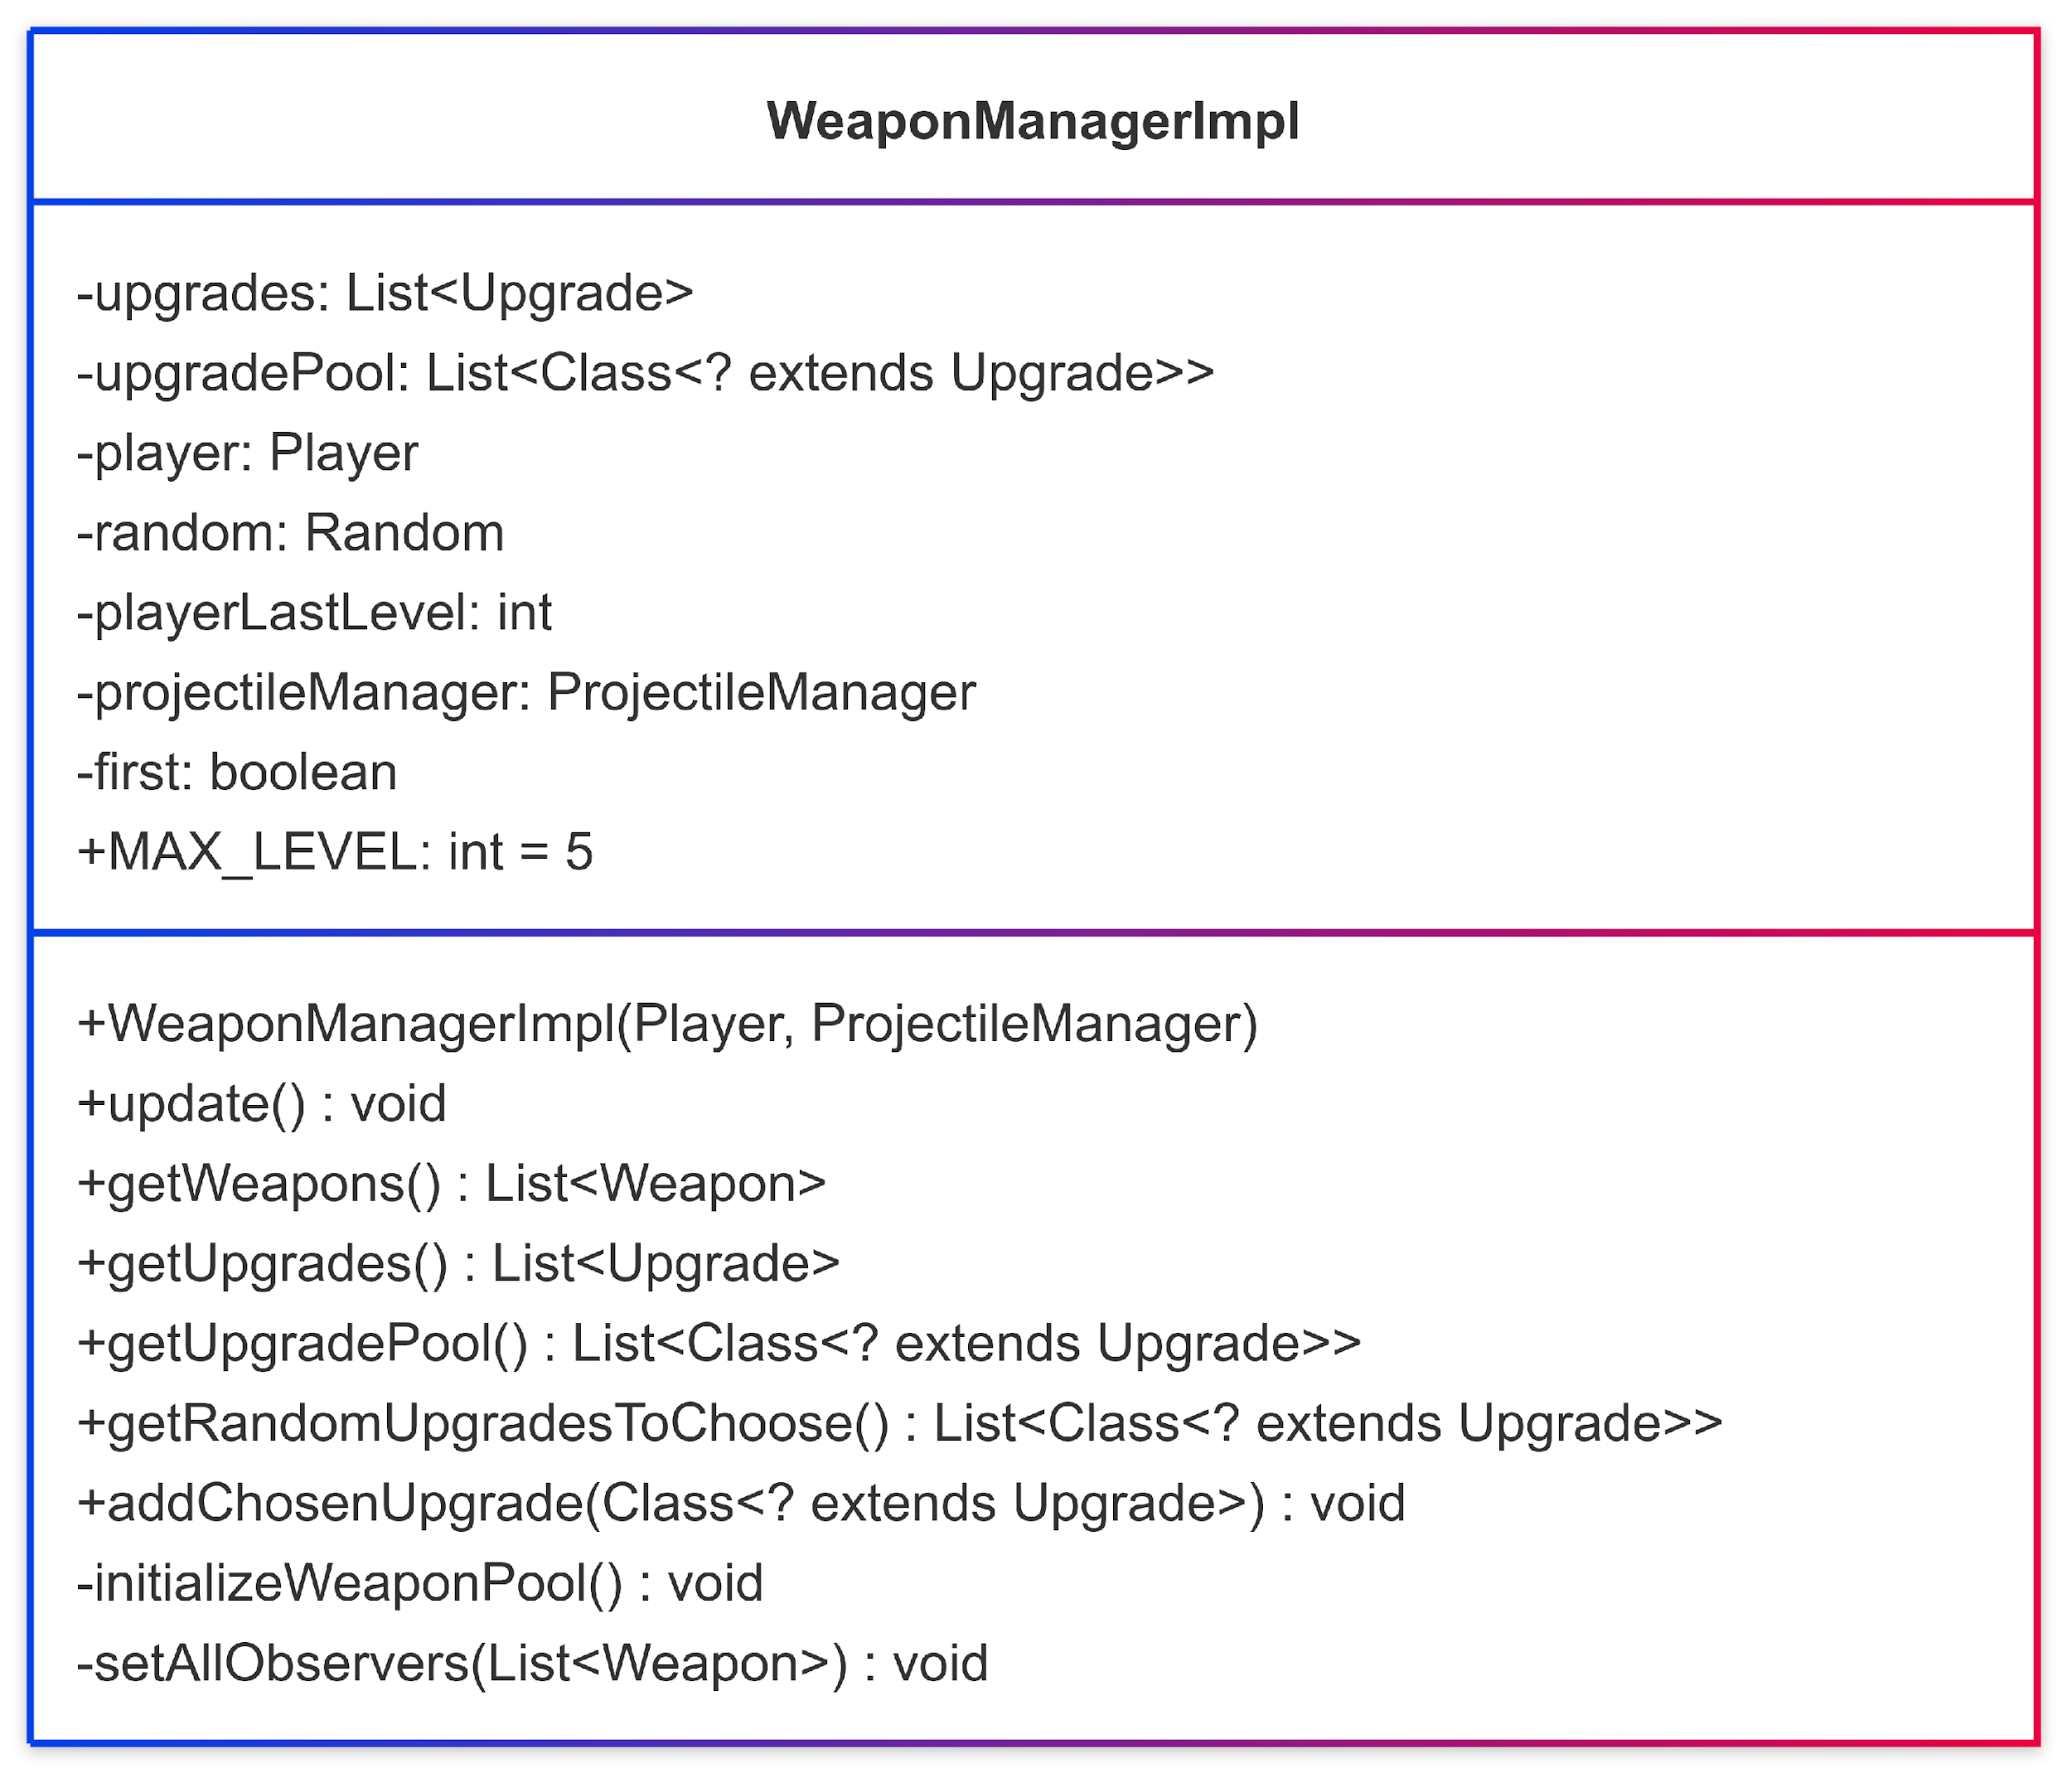 WeaponManagerImpl
-upgrades: List<Upgrade>
-upgradePool: List<Class<? extends Upgrade>>
-player: Player
-random: Random
-playerLastLevel: int
-projectileManager: ProjectileManager
-first: boolean
+MAX_LEVEL: int = 5
+WeaponManagerImpl(Player, ProjectileManager)
+update() : void
+getWeapons() : List<Weapon>
+getUpgrades() : List<Upgrade>
+getUpgradePool() : List<Class<? extends Upgrade>>
+getRandomUpgradesToChoose() : List<Class<? extends Upgrade>>
+addChosenUpgrade(Class<? extends Upgrade>) : void
-initializeWeaponPool() : void
-setAllObservers(List<Weapon>) : void